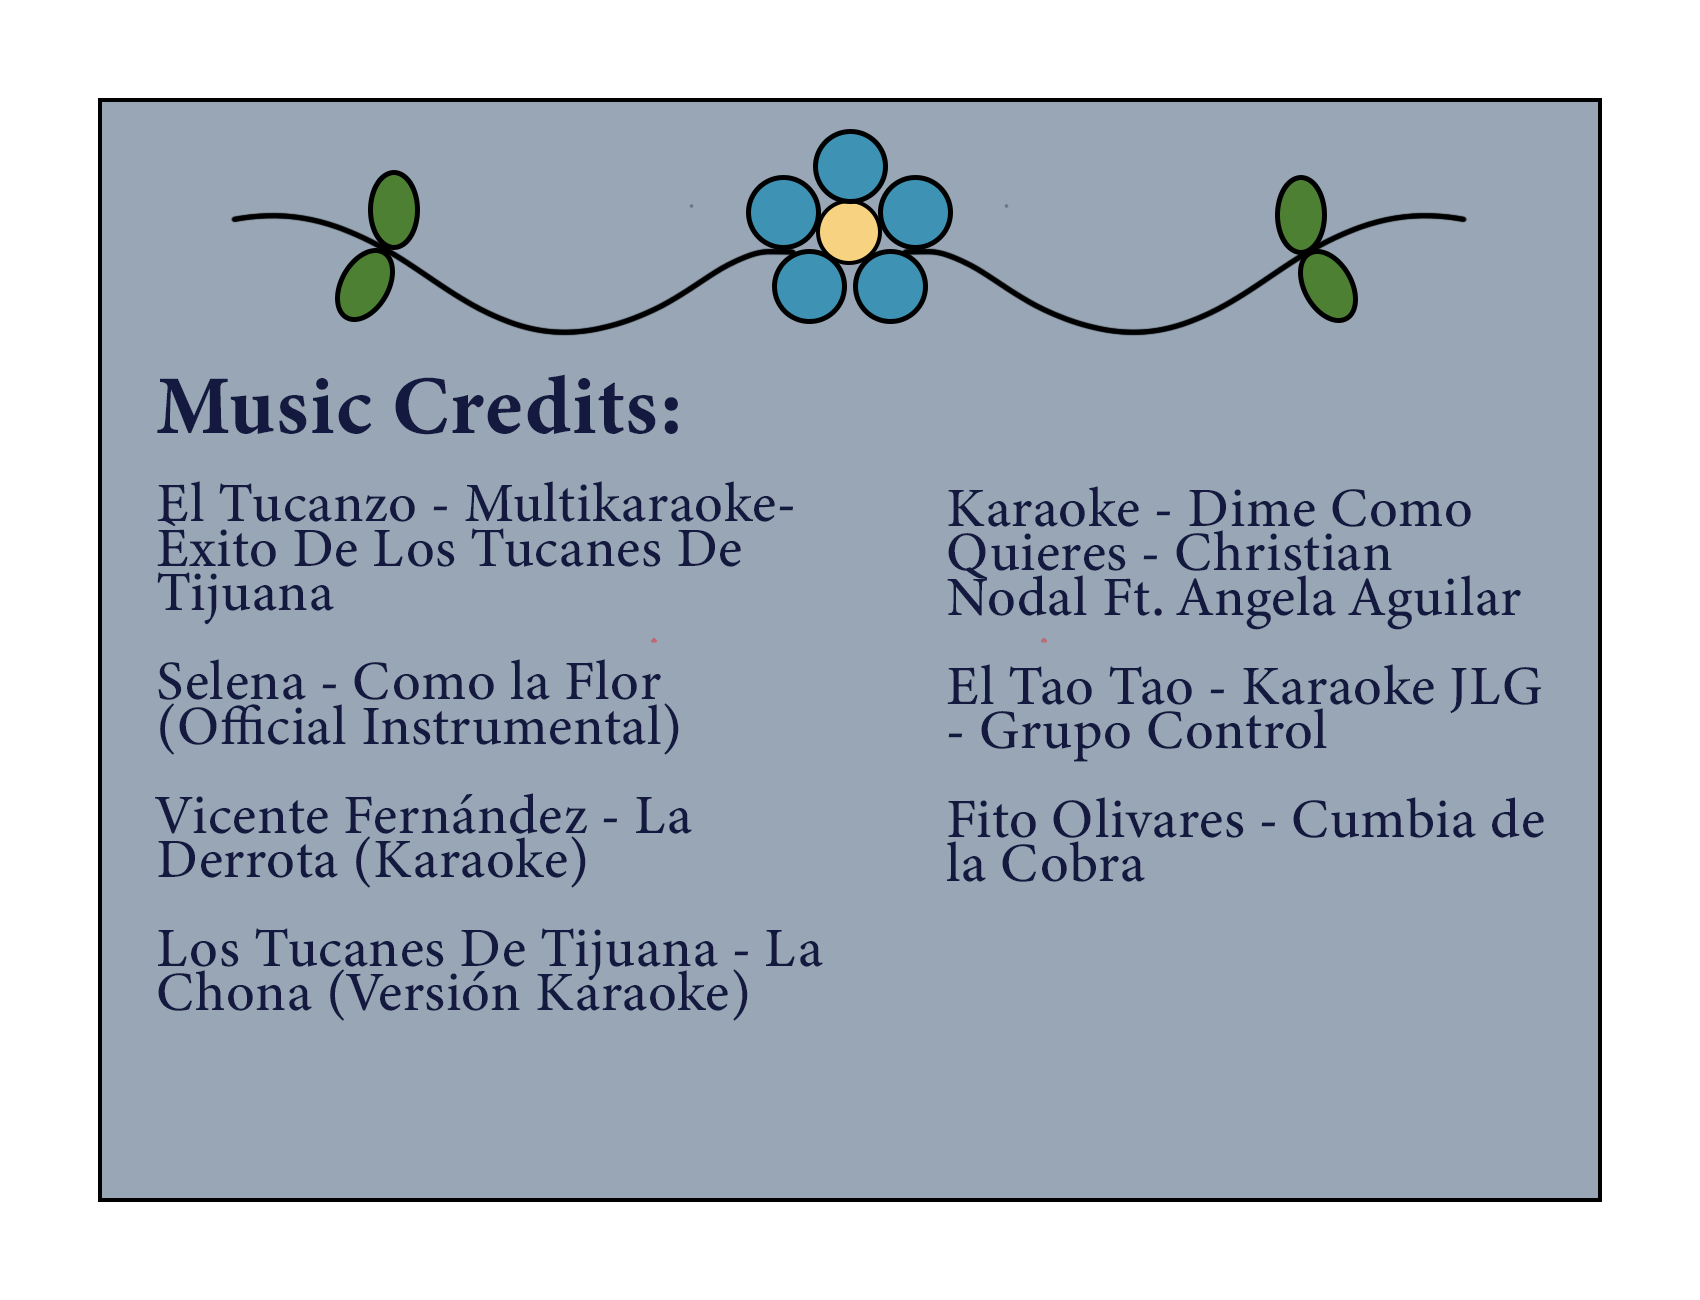 Music Credits:
El Tucanzo - Multikaraoke-
Èxito De Los Tucanes De
Tijuana
Selena - Como la Flor
(Official Instrumental)
Vicente Fernández - La
Derrota (Karaoke)
Los Tucanes De Tijuana - La
Chona (Versión Karaoke)
Karaoke - Dime Como
Quieres - Christian
Nodal Ft. Angela Aguilar
El Tao Tao - Karaoke JLG
- Grupo Control
Fito Olivares - Cumbia de
la Cobra